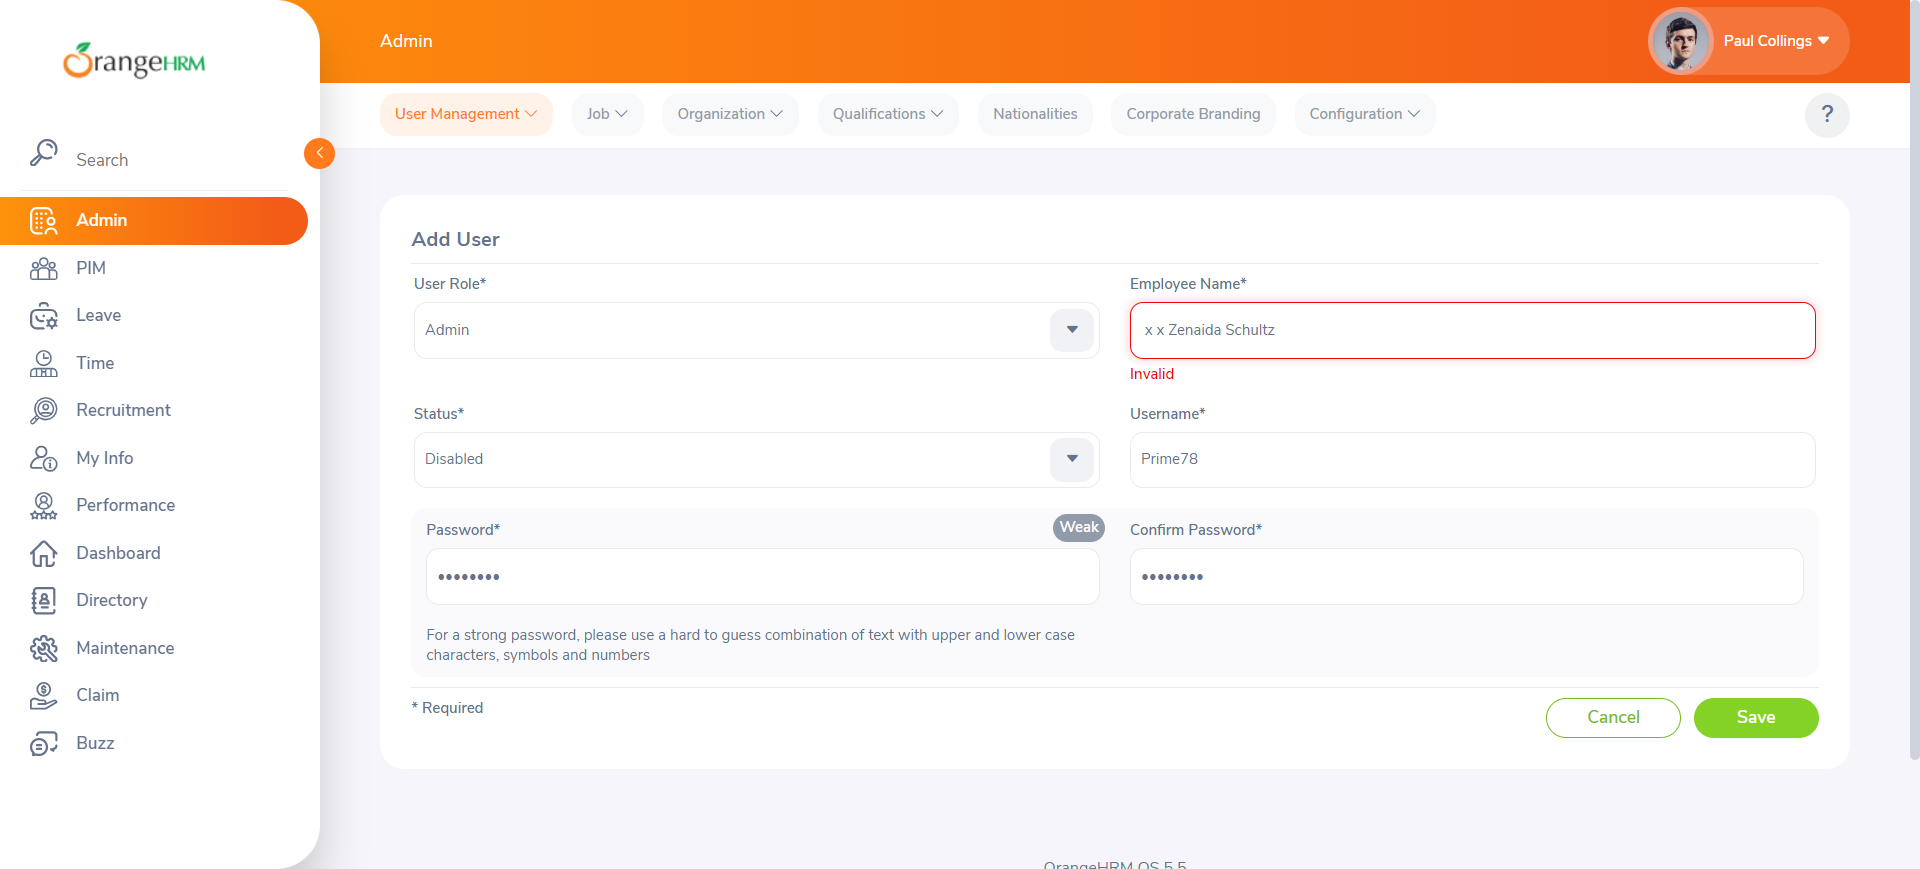 OrangeHRM
Search
Admin
PIM
Leave
Time
Recruitment
My Info
Performance
Dashboard
Directory
Maintenance
Claim
Buzz
Admin
Paul Collings
User Management
Job
Organization
Qualifications
Nationalities
Corporate Branding
Configuration
?
Add User
User Role*
Admin
Employee Name*
x x Zenaida Schultz
Invalid
Status*
Disabled
Username*
Prime78
Password*
Weak
••••••••
Confirm Password*
••••••••
For a strong password, please use a hard to guess combination of text with upper and lower case
characters, symbols and numbers
* Required
Cancel
Save
OrangeHRM OS 5.5